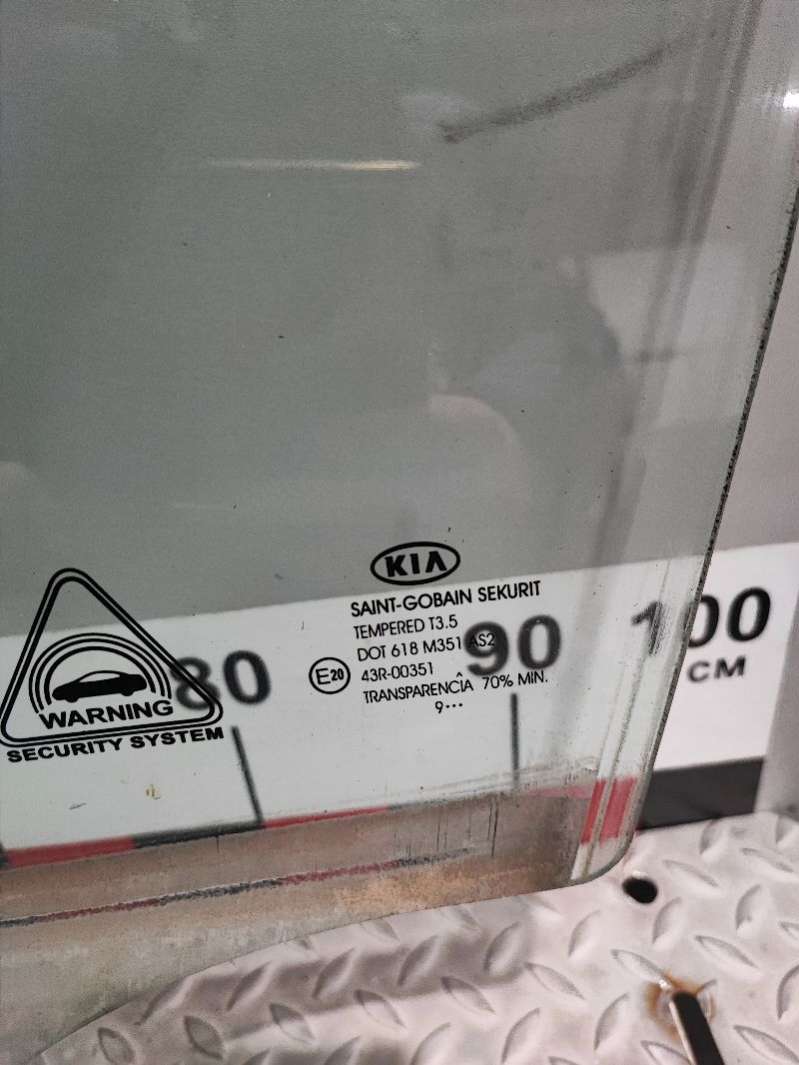 KIA
SAINT-GOBAIN SEKURIT
TEMPERED T3.5
DOT 618 M351 AS2
E20 43R-00351
TRANSPARENCÎA 70% MIN.
9•••
WARNING
SECURITY SYSTEM
80
90
100
CM